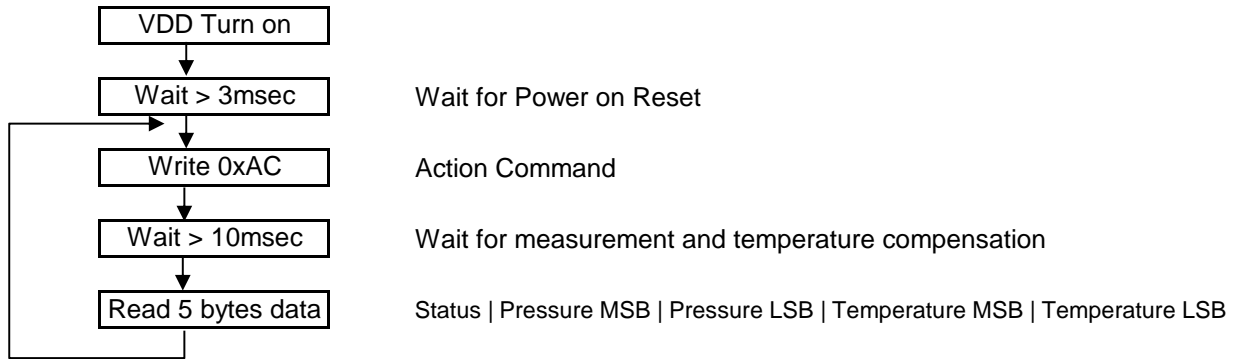 VDD Turn on
Wait > 3msec Wait for Power on Reset
Write 0xAC Action Command
Wait > 10msec Wait for measurement and temperature compensation
Read 5 bytes data Status | Pressure MSB | Pressure LSB | Temperature MSB | Temperature LSB